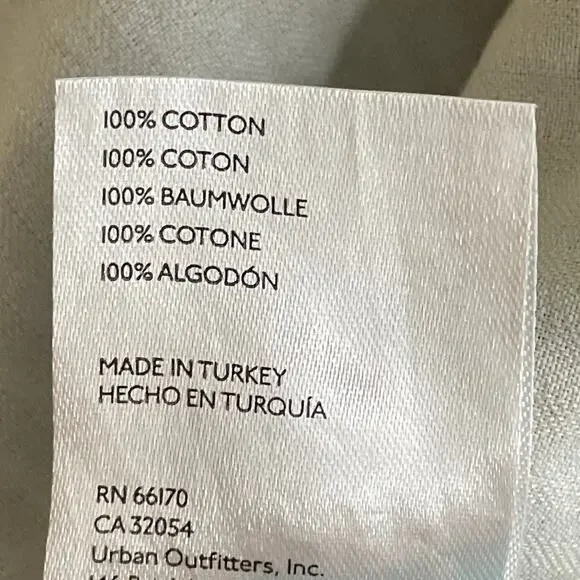 100% COTTON
100% COTON
100% BAUMWOLLE
100% COTONE
100% ALGODÓN
MADE IN TURKEY
HECHO EN TURQUÍA
RN 66170
CA 32054
Urban Outfitters, Inc.